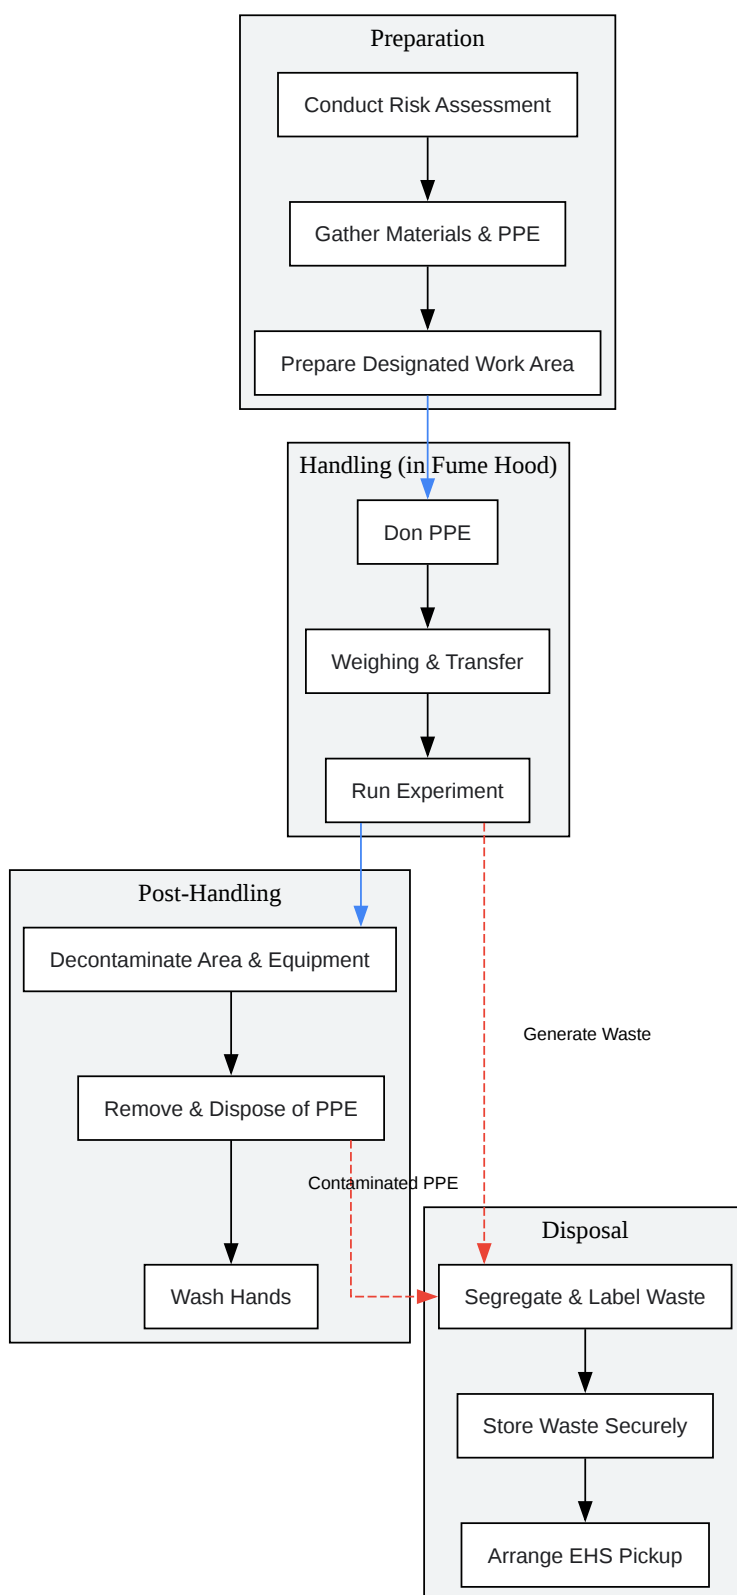 Preparation
Conduct Risk Assessment
Gather Materials & PPE
Prepare Designated Work Area
Handling (in Fume Hood)
Don PPE
Weighing & Transfer
Run Experiment
Post-Handling
Decontaminate Area & Equipment
Generate Waste
Remove & Dispose of PPE
Contaminated PPE
Disposal
Wash Hands
Segregate & Label Waste
Store Waste Securely
Arrange EHS Pickup